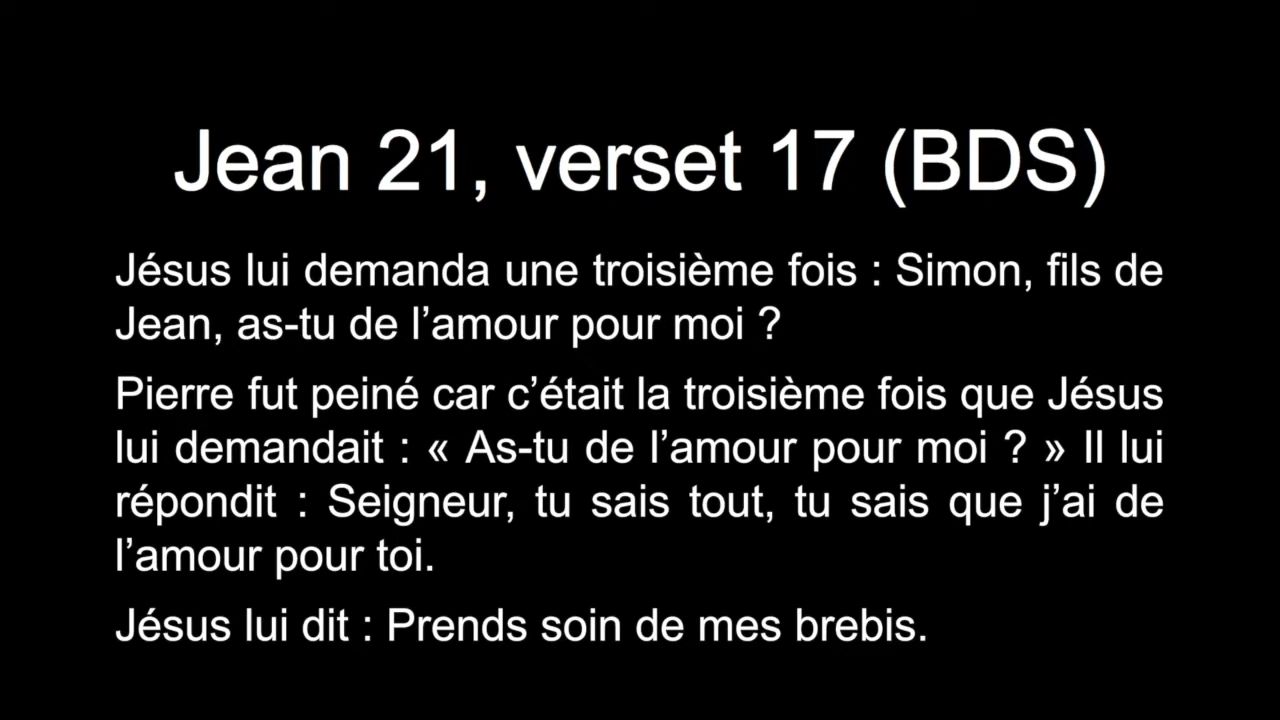 Jean 21, verset 17 (BDS)
Jésus lui demanda une troisième fois : Simon, fils de
Jean, as-tu de l’amour pour moi ?
Pierre fut peiné car c’était la troisième fois que Jésus
lui demandait : « As-tu de l’amour pour moi ? » Il lui
répondit : Seigneur, tu sais tout, tu sais que j’ai de
l’amour pour toi.
Jésus lui dit : Prends soin de mes brebis.